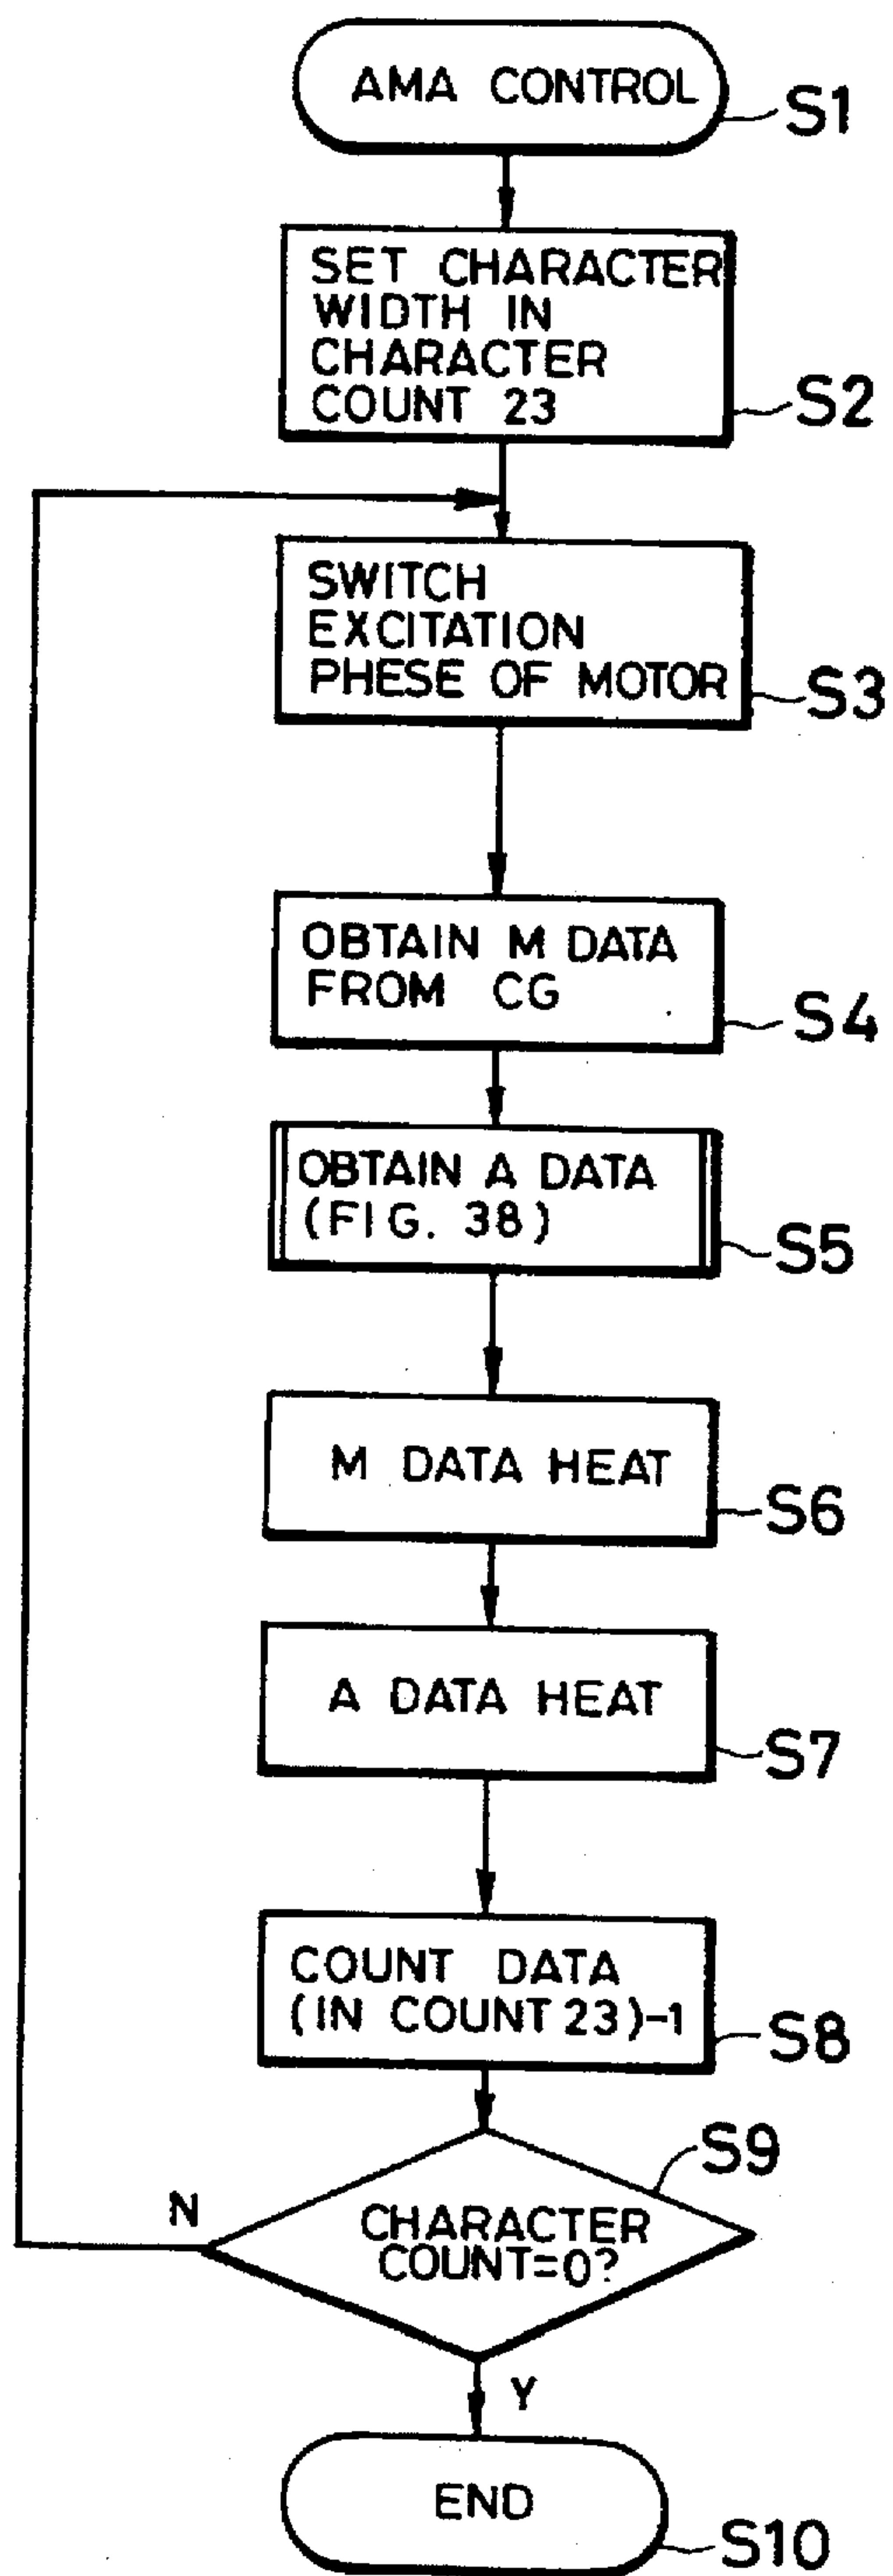 AMA CONTROL
S1
SET CHARACTER
WIDTH IN
CHARACTER
COUNT 23
S2
SWITCH
EXCITATION
PHESE OF MOTOR
S3
OBTAIN M DATA
FROM CG
S4
OBTAIN A DATA
(FIG. 38)
S5
M DATA HEAT
S6
A DATA HEAT
S7
COUNT DATA
(IN COUNT 23)-1
S8
S9
N
CHARACTER
COUNT=0?
Y
END
S10